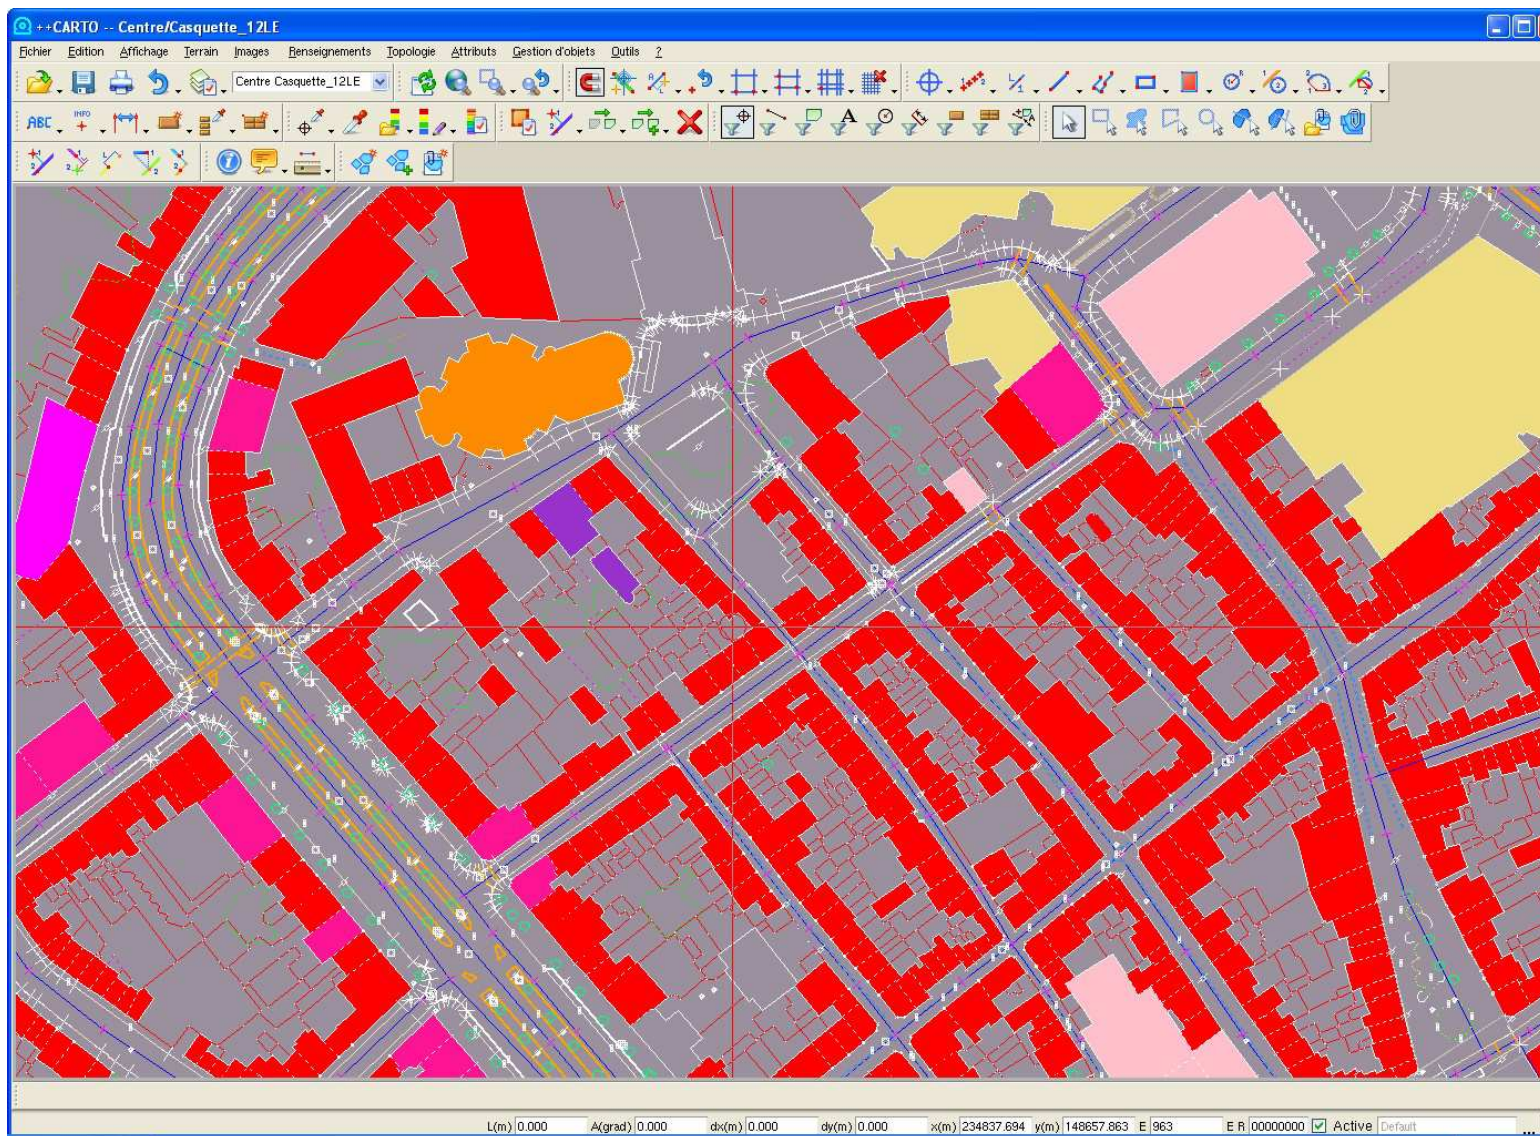 ++CARTO -- Centre/Casquette_12LE
Fichier Edition Affichage Terrain Images Renseignements Topologie Attributs Gestion d'objets Outils ?
Centre Casquette_12LE
ABC INFO A
L(m) 0.000 A(grad) 0.000 dx(m) 0.000 dy(m) 0.000 x(m) 234837.694 y(m) 148657.863 E 963 E R 00000000 Active Default ...